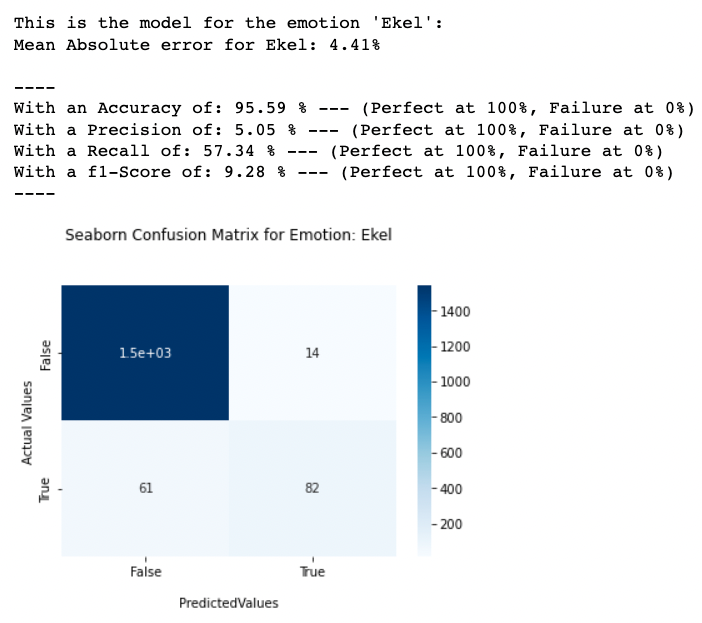 This is the model for the emotion 'Ekel':
Mean Absolute error for Ekel: 4.41%
----
With an Accuracy of: 95.59 % --- (Perfect at 100%, Failure at 0%)
With a Precision of: 5.05 % --- (Perfect at 100%, Failure at 0%)
With a Recall of: 57.34 % --- (Perfect at 100%, Failure at 0%)
With a f1-Score of: 9.28 % --- (Perfect at 100%, Failure at 0%)
----
Seaborn Confusion Matrix for Emotion: Ekel
1400
1200
1000
800
600
400
200
Actual Values
False
1.5e+03
14
True
61
82
False
True
PredictedValues